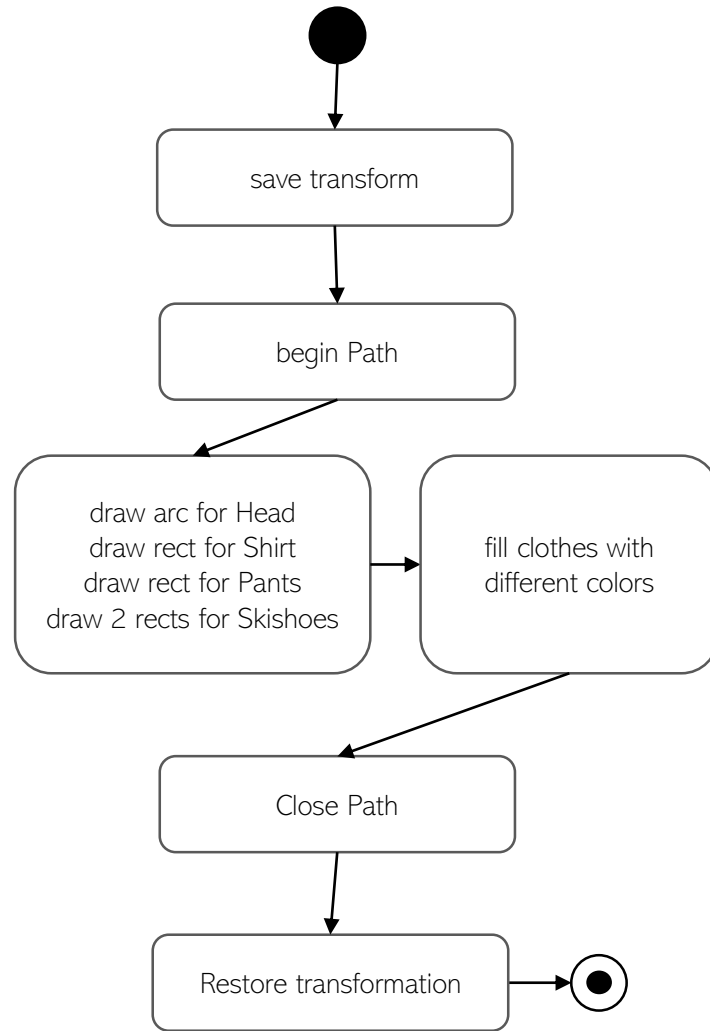 save transform
begin Path
draw arc for Head
draw rect for Shirt
draw rect for Pants
draw 2 rects for Skishoes
fill clothes with
different colors
Close Path
Restore transformation